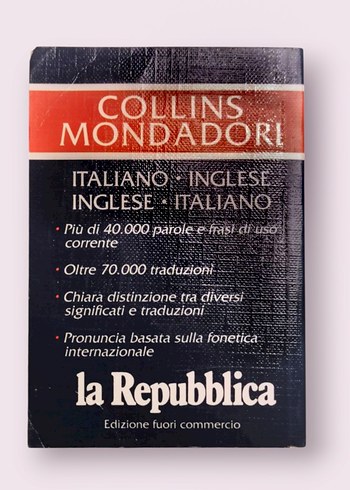 COLLINS
MONDADORI
ITALIANO • INGLESE
INGLESE • ITALIANO
• Più di 40.000 parole e frasi di uso
corrente
• Oltre 70.000 traduzioni
• Chiara distinzione tra diversi
significati e traduzioni
• Pronuncia basata sulla fonetica
internazionale
la Repubblica
Edizione fuori commercio